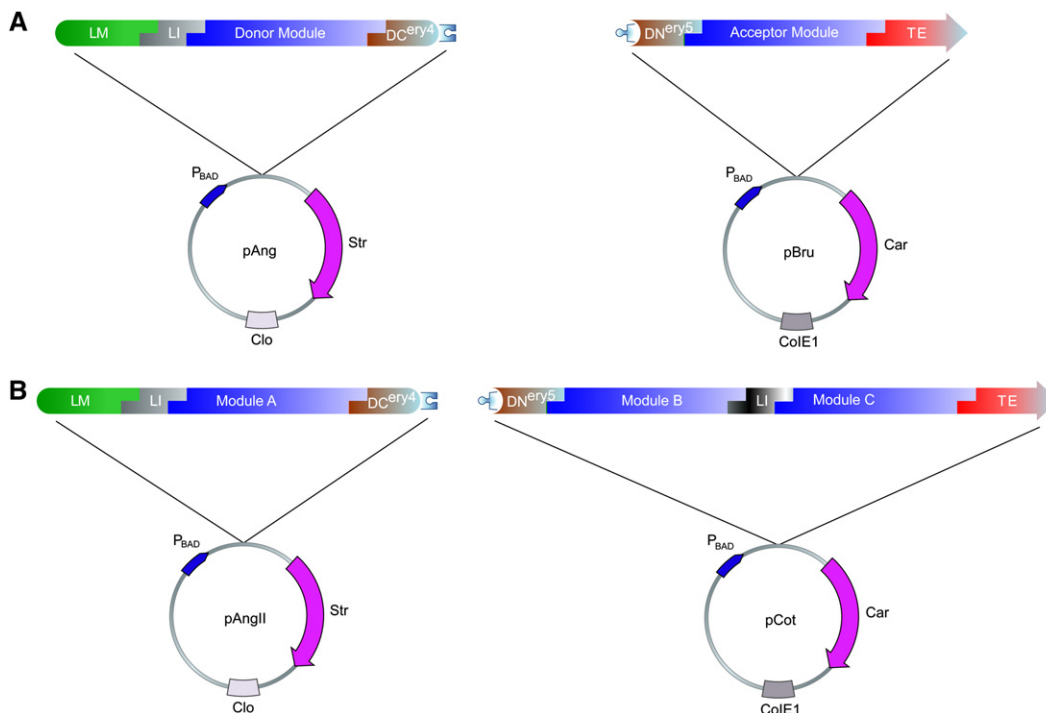 A
LM LI Donor Module DCery4
DNery5 Acceptor Module TE
PBAD
PBAD
pAng
Str
pBru
Car
Clo
ColE1
B
LM LI Module A DCery4
DNery5 Module B LI Module C TE
PBAD
PBAD
pAngII
Str
pCot
Car
Clo
ColE1